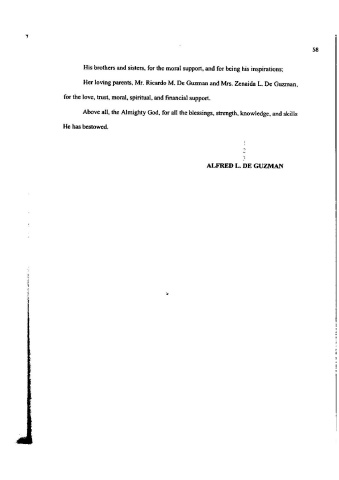 58
His brothers and sisters, for the moral support, and for being his inspirations;
Her loving parents, Mr. Ricardo M. De Guzman and Mrs. Zenaida L. De Guzman,
for the love, trust, moral, spiritual, and financial support.
Above all, the Almighty God, for all the blessings, strength, knowledge, and skills
He has bestowed.
ALFRED L. DE GUZMAN